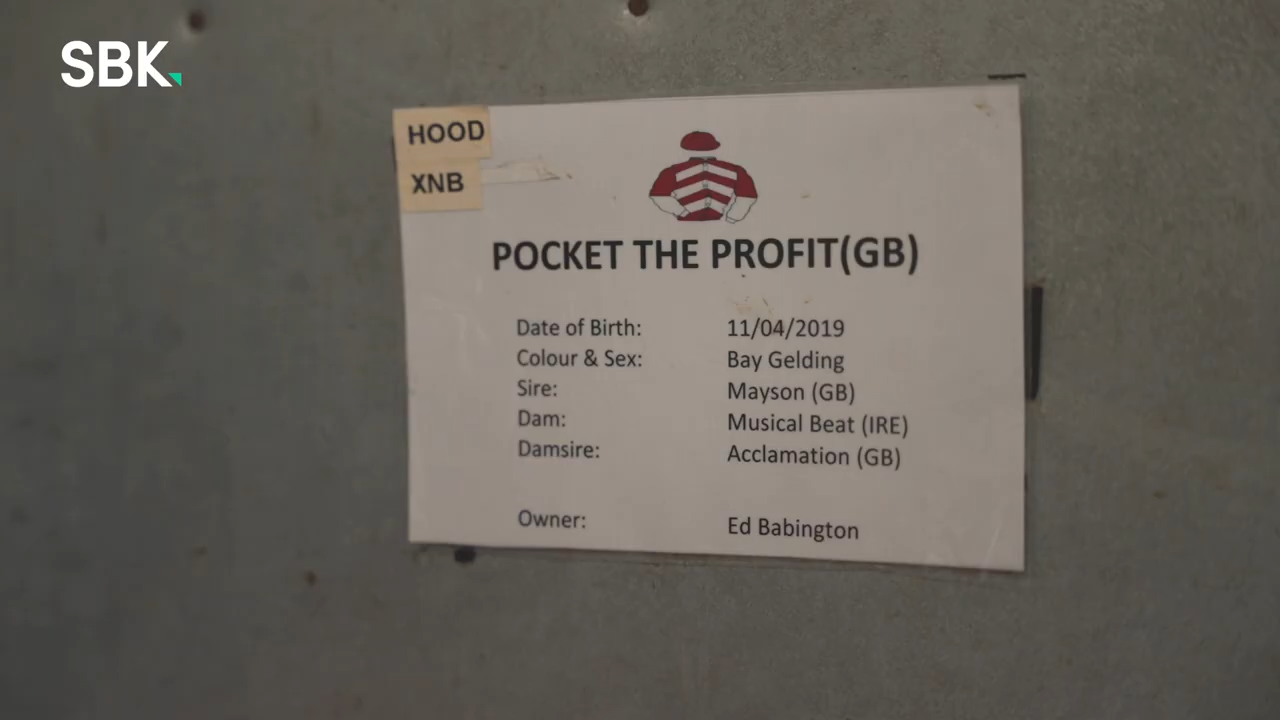 SBK
HOOD
XNB
POCKET THE PROFIT(GB)
Date of Birth: 11/04/2019
Colour & Sex: Bay Gelding
Sire: Mayson (GB)
Dam: Musical Beat (IRE)
Damsire: Acclamation (GB)
Owner: Ed Babington